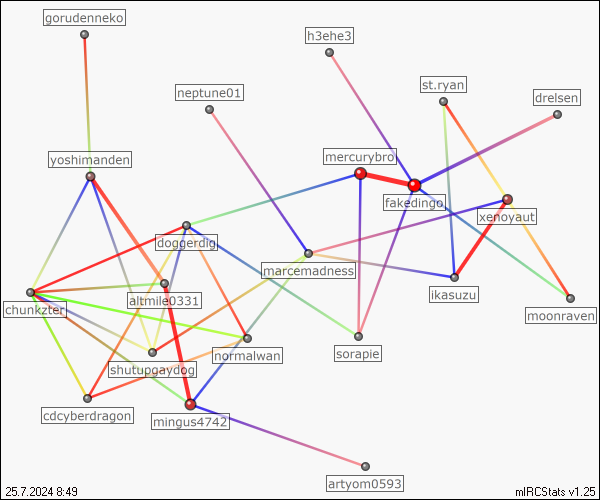 gorudenneko
h3ehe3
st.ryan
neptune01
drelsen
mercurybro
yoshimanden
fakedingo
xenoyaut
doggerdig
marcemadness
ikasuzu
altmile0331
chunkzter
moonraven
sorapie
normalwan
shutupgaydog
cdcyberdragon
mingus4742
artyom0593
25.7.2024 8:49
mIRCStats v1.25